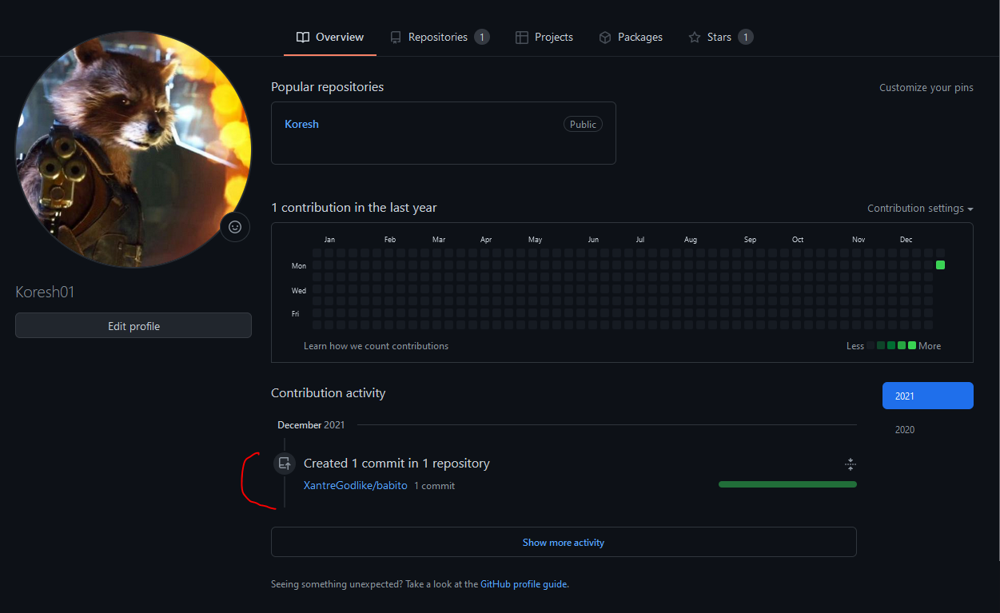 Overview Repositories 1 Projects Packages Stars 1
Popular repositories Customize your pins
Koresh Public
1 contribution in the last year Contribution settings
Jan Feb Mar Apr May Jun Jul Aug Sep Oct Nov Dec
Mon
Wed
Fri
Learn how we count contributions Less More
Koresh01
Edit profile
Contribution activity 2021
2020
December 2021
Created 1 commit in 1 repository
XantreGodlike/babito 1 commit
Show more activity
Seeing something unexpected? Take a look at the GitHub profile guide.